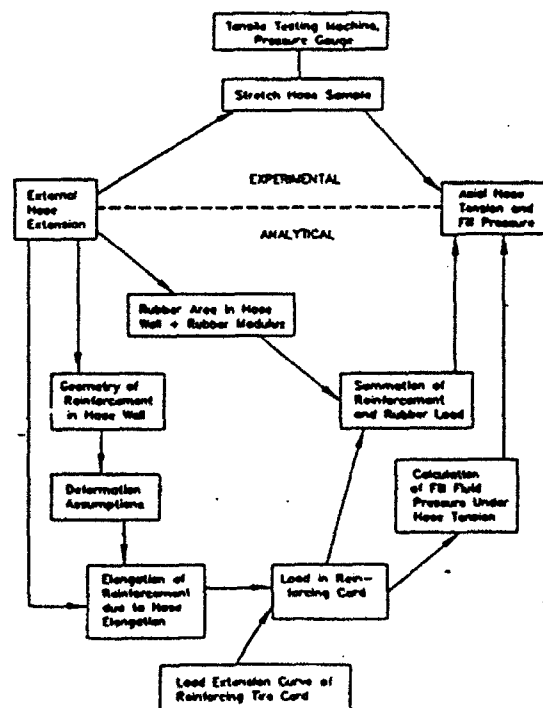 Tensile Testing Machine,
Pressure Gauge
Stretch Hose Sample
EXPERIMENTAL
External
Hose
Extension
Axial Hose
Tension and
Fill Pressure
ANALYTICAL
Rubber Area in Hose
Wall + Rubber Modulus
Geometry of
Reinforcement
in Hose Wall
Summation of
Reinforcement
and Rubber Load
Deformation
Assumptions
Calculation
of Fill Fluid
Pressure Under
Hose Tension
Elongation of
Reinforcement
due to Hose
Elongation
Load in Rein-
forcing Cord
Load Extension Curve of
Reinforcing Tire Cord